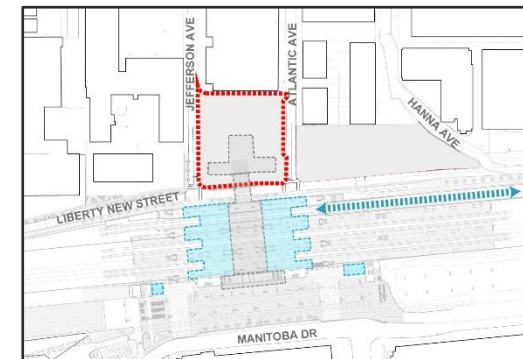 JEFFERSON AVE
ATLANTIC AVE
HANNA AVE
LIBERTY NEW STREET
MANITOBA DR